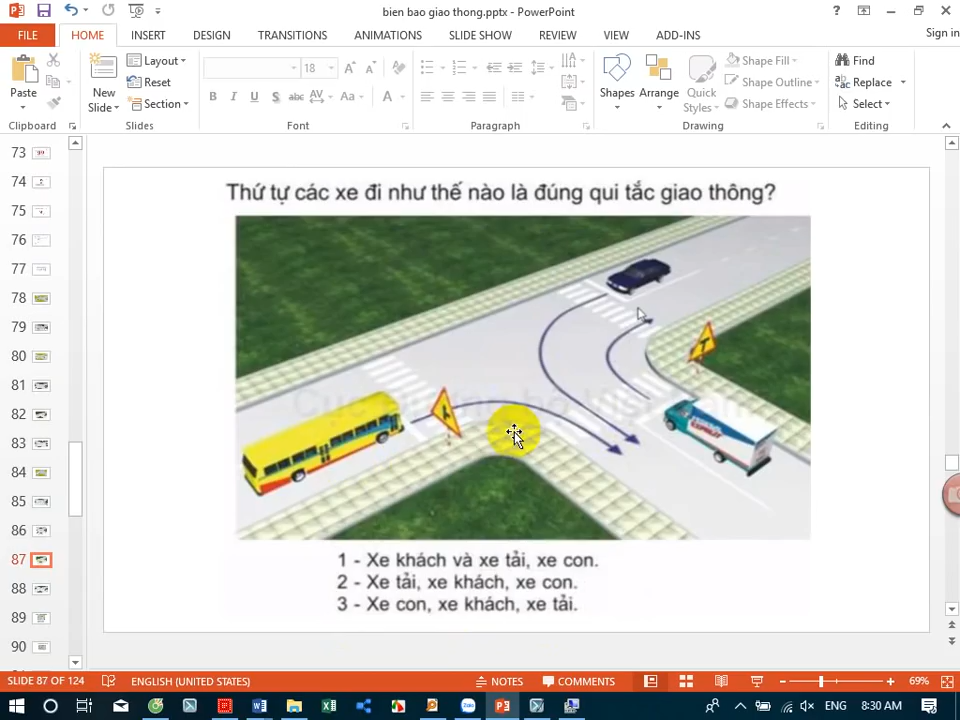 bien bao giao thong.pptx - PowerPoint
Sign in
FILE HOME INSERT DESIGN TRANSITIONS ANIMATIONS SLIDE SHOW REVIEW VIEW ADD-INS
Paste
New
Slide
Layout
Reset
Section
18
B I U S abc AV Aa A
Shapes
Arrange
Quick
Styles
Shape Fill
Shape Outline
Shape Effects
Find
Replace
Select
Clipboard Slides Font Paragraph Drawing Editing
73
74
75
76
77
78
79
80
81
82
83
84
85
86
87
88
89
90
Thứ tự các xe đi như thế nào là đúng qui tắc giao thông?
1 - Xe khách và xe tải, xe con.
2 - Xe tải, xe khách, xe con.
3 - Xe con, xe khách, xe tải.
SLIDE 87 OF 124 ENGLISH (UNITED STATES) NOTES COMMENTS 69%
ENG 8:30 AM